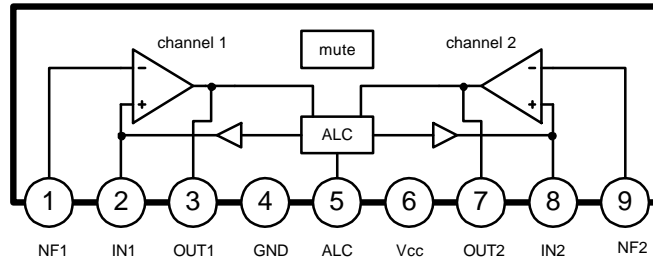 channel 1
mute
channel 2
− −
+ +
ALC
1 2 3 4 5 6 7 8 9
NF1 IN1 OUT1 GND ALC Vcc OUT2 IN2 NF2